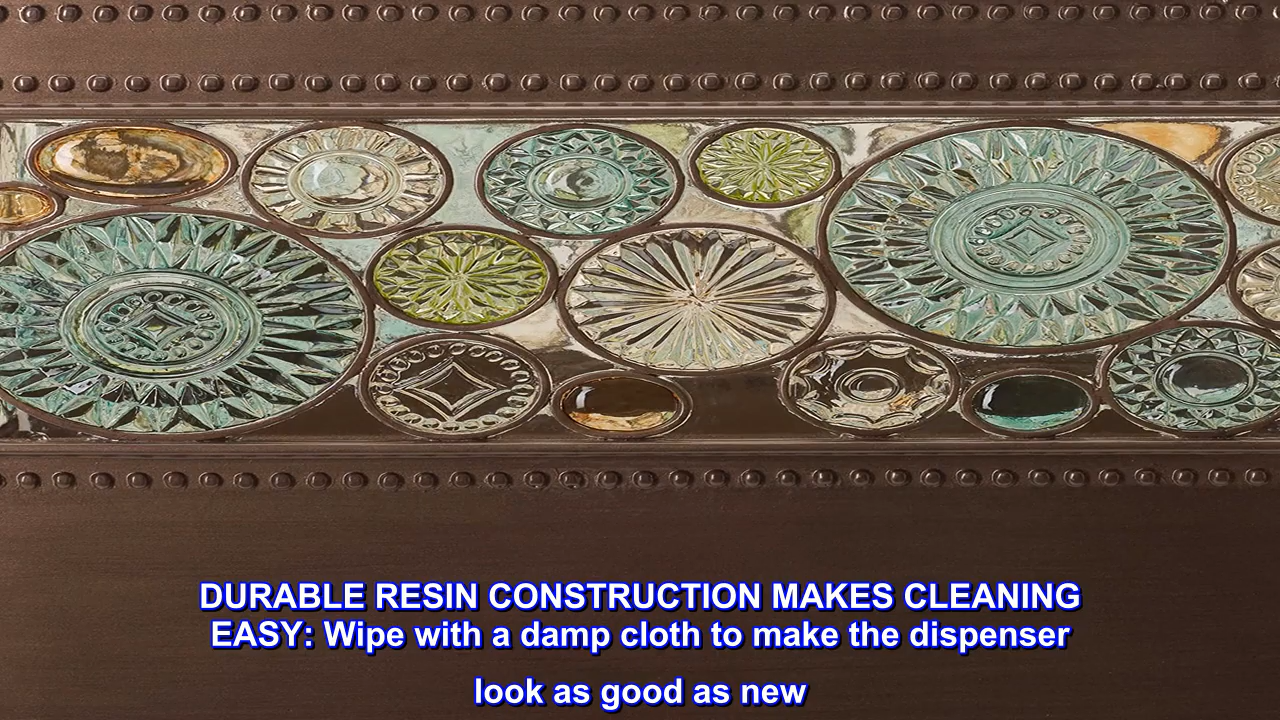 DURABLE RESIN CONSTRUCTION MAKES CLEANING
EASY: Wipe with a damp cloth to make the dispenser
look as good as new